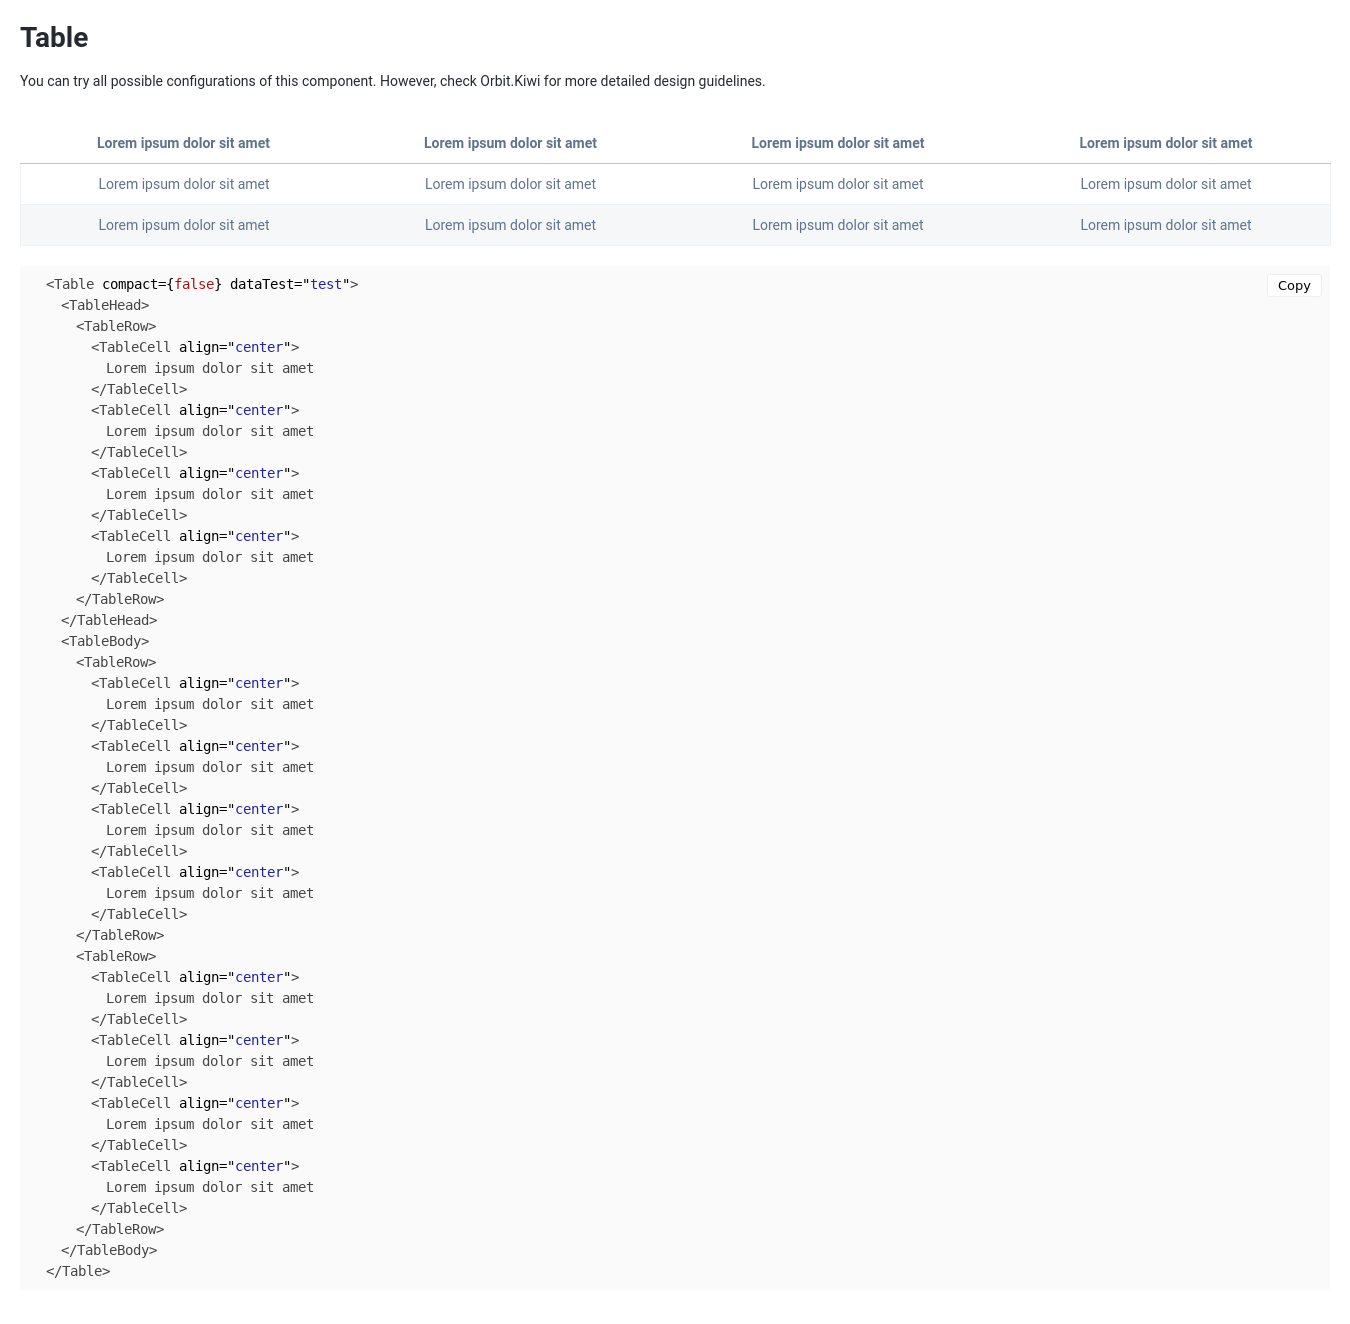 Table
You can try all possible configurations of this component. However, check Orbit.Kiwi for more detailed design guidelines.
Lorem ipsum dolor sit amet Lorem ipsum dolor sit amet Lorem ipsum dolor sit amet Lorem ipsum dolor sit amet
Lorem ipsum dolor sit amet Lorem ipsum dolor sit amet Lorem ipsum dolor sit amet Lorem ipsum dolor sit amet
Lorem ipsum dolor sit amet Lorem ipsum dolor sit amet Lorem ipsum dolor sit amet Lorem ipsum dolor sit amet
<Table compact={false} dataTest="test">
Copy
<TableHead>
<TableRow>
<TableCell align="center">
Lorem ipsum dolor sit amet
</TableCell>
<TableCell align="center">
Lorem ipsum dolor sit amet
</TableCell>
<TableCell align="center">
Lorem ipsum dolor sit amet
</TableCell>
<TableCell align="center">
Lorem ipsum dolor sit amet
</TableCell>
</TableRow>
</TableHead>
<TableBody>
<TableRow>
<TableCell align="center">
Lorem ipsum dolor sit amet
</TableCell>
<TableCell align="center">
Lorem ipsum dolor sit amet
</TableCell>
<TableCell align="center">
Lorem ipsum dolor sit amet
</TableCell>
<TableCell align="center">
Lorem ipsum dolor sit amet
</TableCell>
</TableRow>
<TableRow>
<TableCell align="center">
Lorem ipsum dolor sit amet
</TableCell>
<TableCell align="center">
Lorem ipsum dolor sit amet
</TableCell>
<TableCell align="center">
Lorem ipsum dolor sit amet
</TableCell>
<TableCell align="center">
Lorem ipsum dolor sit amet
</TableCell>
</TableRow>
</TableBody>
</Table>